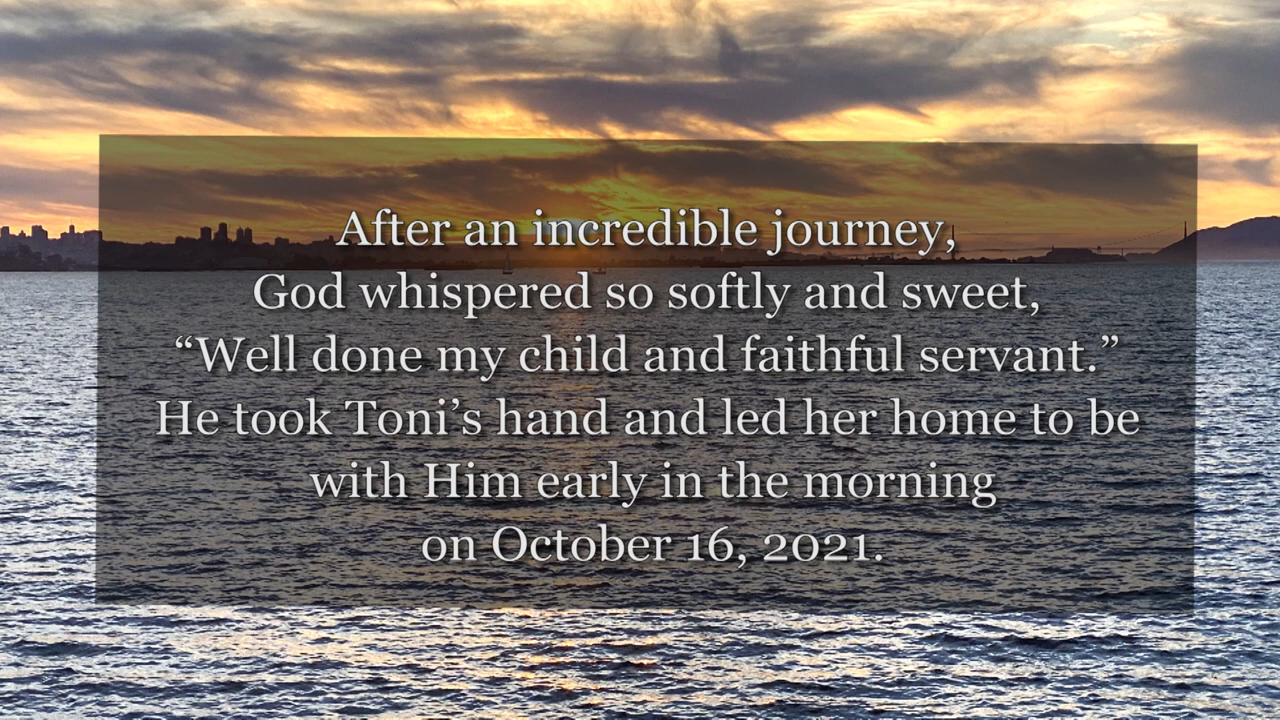 After an incredible journey,
God whispered so softly and sweet,
“Well done my child and faithful servant.”
He took Toni’s hand and led her home to be
with Him early in the morning
on October 16, 2021.